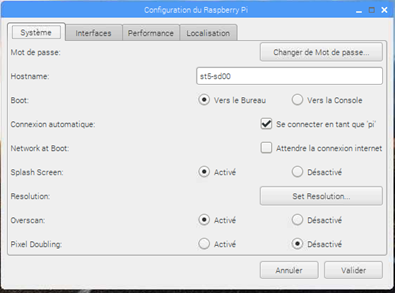 Configuration du Raspberry Pi
Système Interfaces Performance Localisation
Mot de passe: Changer de Mot de passe...
Hostname: st5-sd00
Boot: Vers le Bureau Vers la Console
Connexion automatique: Se connecter en tant que 'pi'
Network at Boot: Attendre la connexion internet
Splash Screen: Activé Désactivé
Resolution: Set Resolution...
Overscan: Activé Désactivé
Pixel Doubling: Activé Désactivé
Annuler Valider